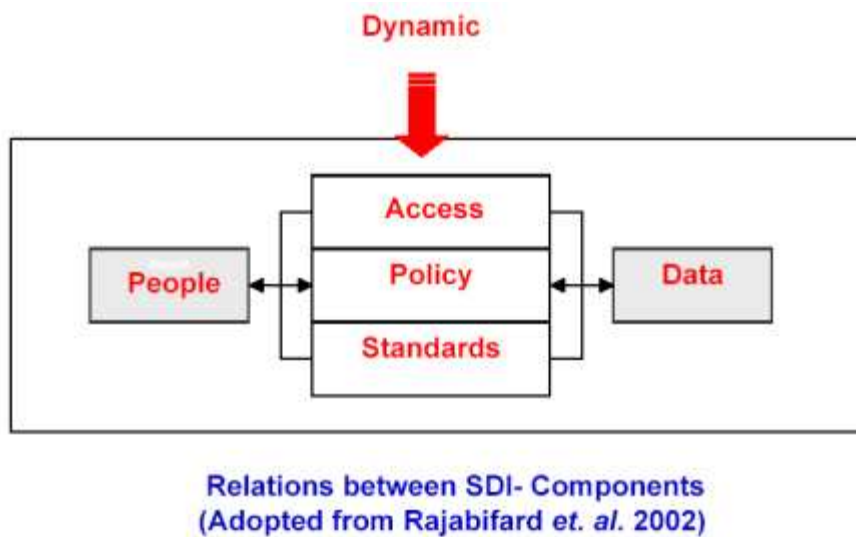 Dynamic
Access
People
Policy
Data
Standards
Relations between SDI- Components
(Adopted from Rajabifard et. al. 2002)